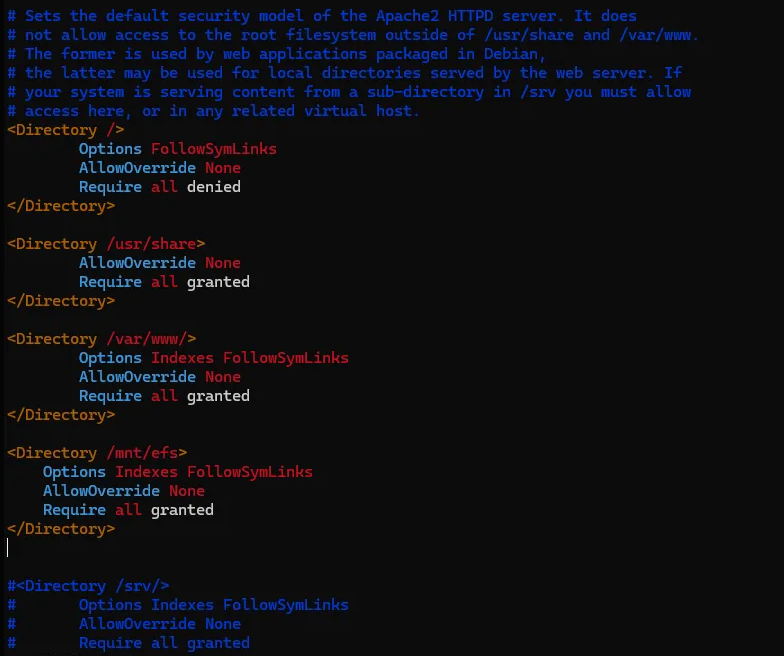 # Sets the default security model of the Apache2 HTTPD server. It does
# not allow access to the root filesystem outside of /usr/share and /var/www.
# The former is used by web applications packaged in Debian,
# the latter may be used for local directories served by the web server. If
# your system is serving content from a sub-directory in /srv you must allow
# access here, or in any related virtual host.
<Directory />
        Options FollowSymLinks
        AllowOverride None
        Require all denied
</Directory>

<Directory /usr/share>
        AllowOverride None
        Require all granted
</Directory>

<Directory /var/www/>
        Options Indexes FollowSymLinks
        AllowOverride None
        Require all granted
</Directory>

<Directory /mnt/efs>
    Options Indexes FollowSymLinks
    AllowOverride None
    Require all granted
</Directory>


#<Directory /srv/>
#       Options Indexes FollowSymLinks
#       AllowOverride None
#       Require all granted